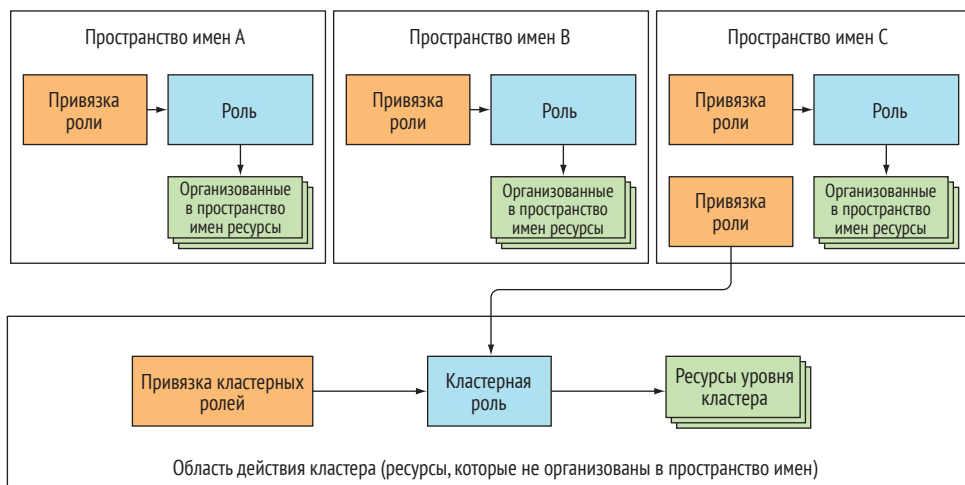 Пространство имен A
Привязка
роли
Роль
Организованные
в пространство
имен ресурсы
Пространство имен B
Привязка
роли
Роль
Организованные
в пространство
имен ресурсы
Пространство имен C
Привязка
роли
Роль
Привязка
роли
Организованные
в пространство
имен ресурсы
Привязка кластерных
ролей
Кластерная
роль
Ресурсы уровня
кластера
Область действия кластера (ресурсы, которые не организованы в пространство имен)